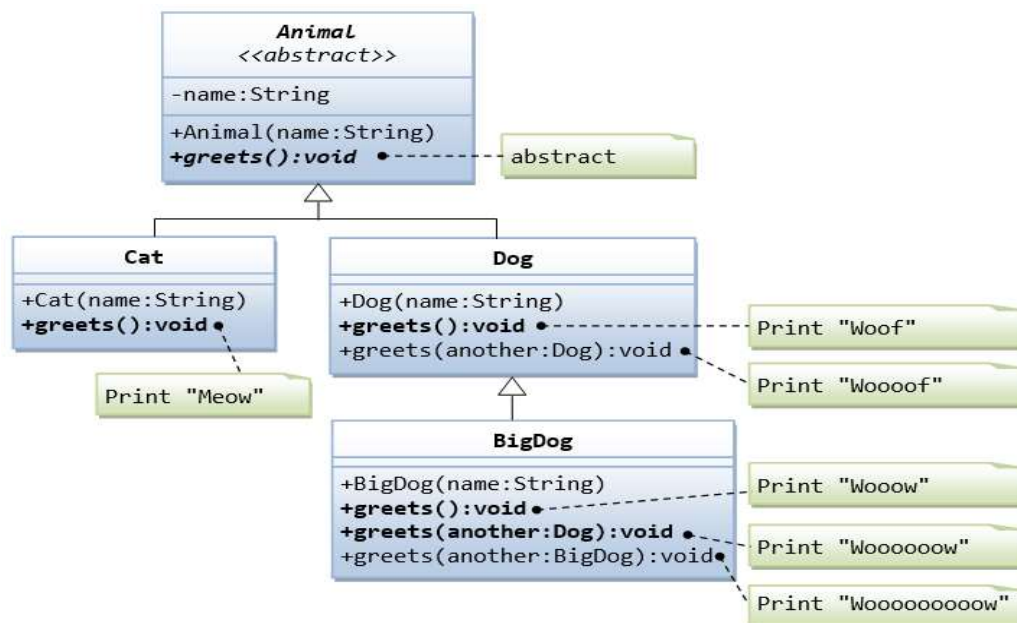 Animal
<<abstract>>
-name:String
+Animal(name:String)
+greets():void
abstract
Cat
+Cat(name:String)
+greets():void
Print "Meow"
Dog
+Dog(name:String)
+greets():void
+greets(another:Dog):void
Print "Woof"
Print "Woooof"
BigDog
+BigDog(name:String)
+greets():void
+greets(another:Dog):void
+greets(another:BigDog):void
Print "Wooow"
Print "Woooooow"
Print "Wooooooooow"